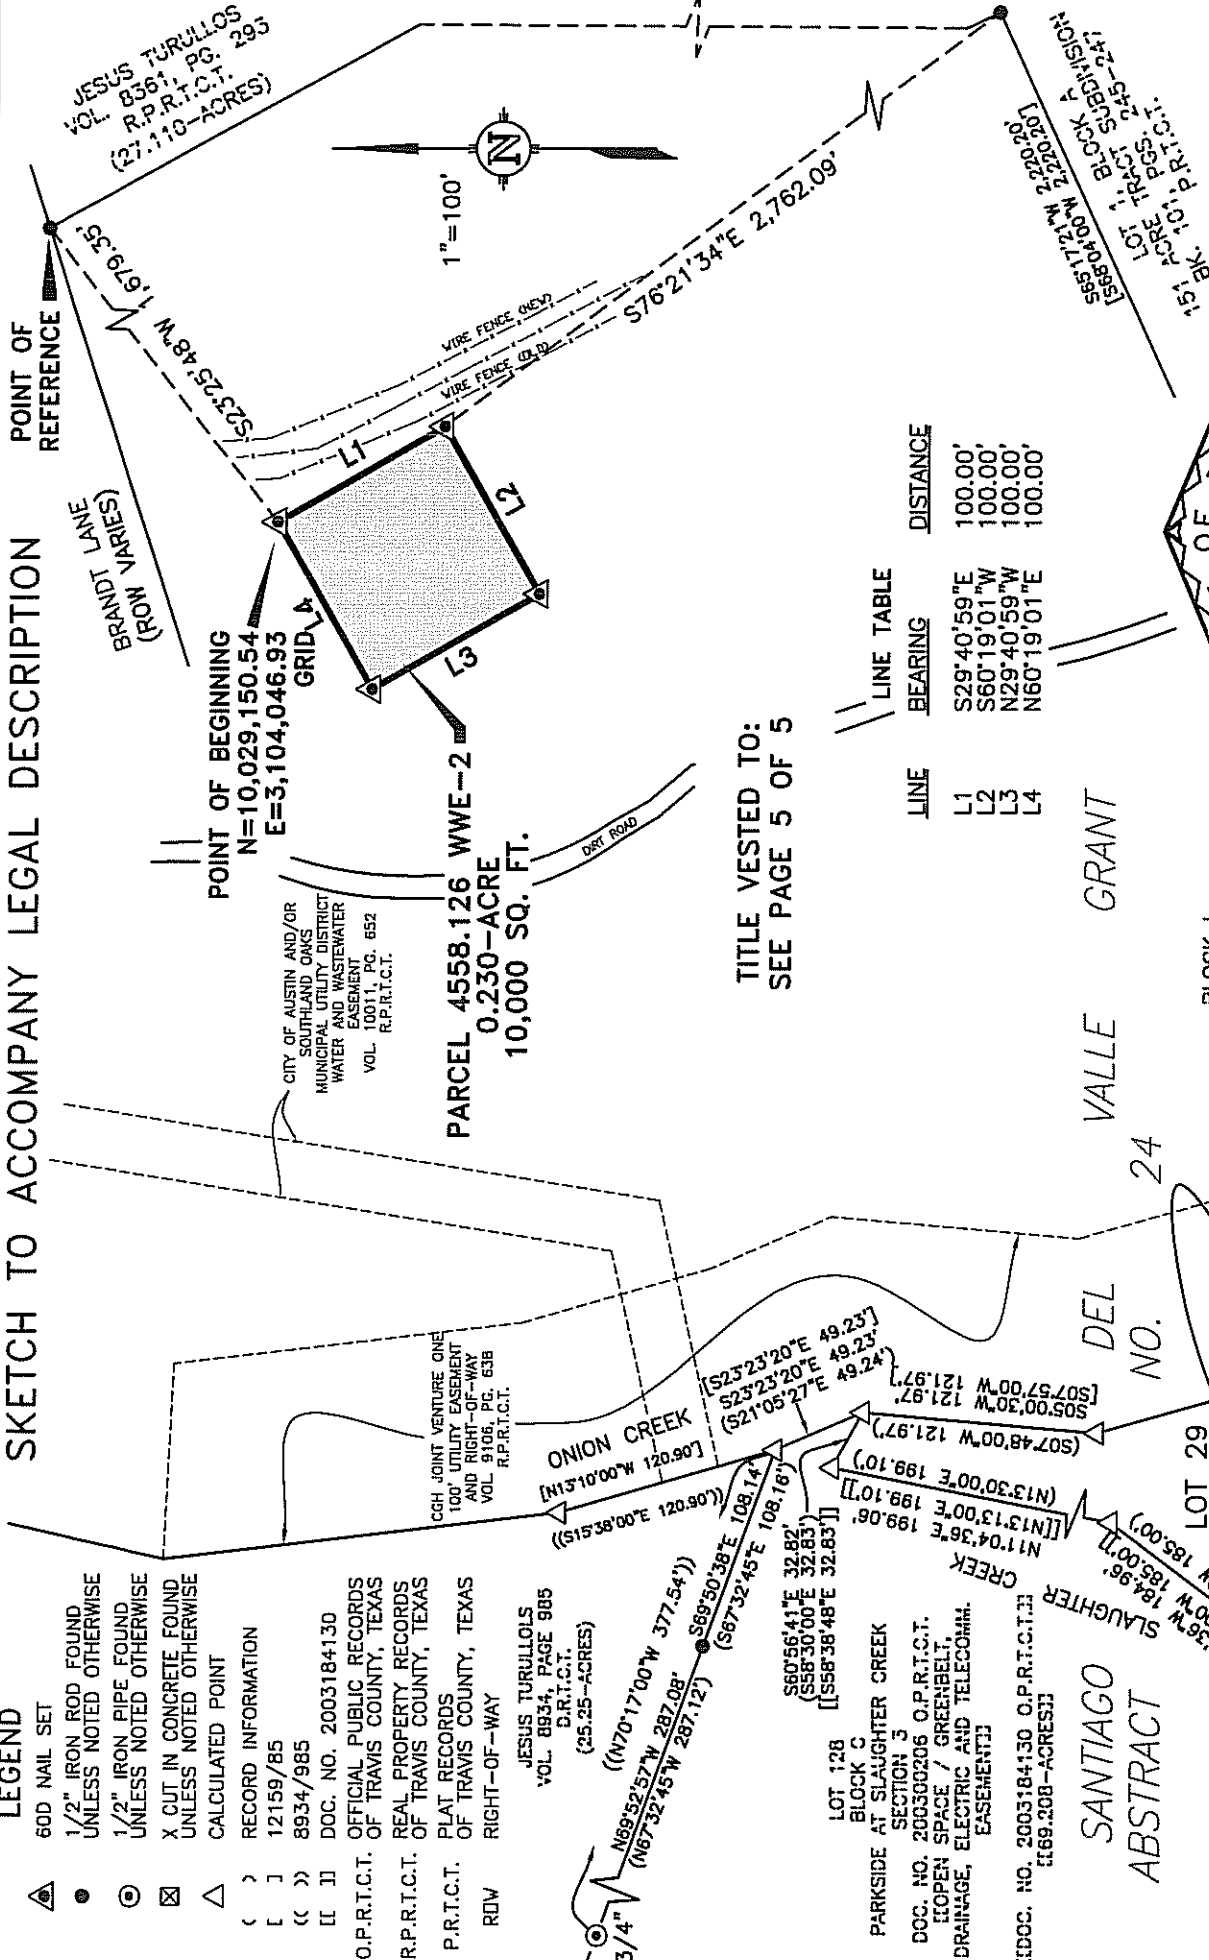 SKETCH TO ACCOMPANY LEGAL DESCRIPTION
LEGEND
60D NAIL SET
1/2" IRON ROD FOUND
UNLESS NOTED OTHERWISE
1/2" IRON PIPE FOUND
UNLESS NOTED OTHERWISE
X CUT IN CONCRETE FOUND
UNLESS NOTED OTHERWISE
CALCULATED POINT
( ) RECORD INFORMATION
[ ] 12159/85
(( )) 8934/985
[[ ]] DOC. NO. 2003184130
O.P.R.T.C.T. OFFICIAL PUBLIC RECORDS
OF TRAVIS COUNTY, TEXAS
R.P.R.T.C.T. REAL PROPERTY RECORDS
OF TRAVIS COUNTY, TEXAS
P.R.T.C.T. PLAT RECORDS
OF TRAVIS COUNTY, TEXAS
ROW RIGHT-OF-WAY
POINT OF
REFERENCE
JESUS TURULLOS
VOL. 8361, PG. 293
R.P.R.T.C.T.
(27.110-ACRES)
BRANDT LANE
(ROW VARIES)
S23°25'48"W 1,679.35'
1"=100'
N
WIRE FENCE (NEW)
WIRE FENCE (OLD)
S76°21'34"E 2,762.09'
S65°17'21"W 2,220.20'
[S68°04'00"W 2,220.20']
LOT 1, BLOCK A
151 ACRE TRACT SUBDIVISION
BK. 101, PGS. 245-247
P.R.T.C.T.
POINT OF BEGINNING
N=10,029,150.54
E=3,104,046.93
GRID
L1
L2
L3
L4
PARCEL 4558.126 WWE-2
0.230-ACRE
10,000 SQ. FT.
DIRT ROAD
CITY OF AUSTIN AND/OR
SOUTHLAND OAKS
MUNICIPAL UTILITY DISTRICT
WATER AND WASTEWATER
EASEMENT
VOL. 10011, PG. 652
R.P.R.T.C.T.
TITLE VESTED TO:
SEE PAGE 5 OF 5
LINE TABLE
LINE BEARING DISTANCE
L1 S29°40'59"E 100.00'
L2 S60°19'01"W 100.00'
L3 N29°40'59"W 100.00'
L4 N60°19'01"E 100.00'
OF
CGH JOINT VENTURE ONE
100' UTILITY EASEMENT
AND RIGHT-OF-WAY
VOL 9106, PG. 638
R.P.R.T.C.T.
ONION CREEK
[N13°10'00"W 120.90']
((S15°38'00"E 120.90'))
[S23°23'20"E 49.23']
S23°23'20"E 49.23'
(S21°05'27"E 49.24')
JESUS TURULLOLS
VOL. 8934, PAGE 985
D.R.T.C.T.
(25.25-ACRES)
((N70°17'00"W 377.54'))
N69°52'57"W 287.08'
(N67°32'45"W 287.12')
S69°50'38"E 108.14'
(S67°32'45"E 108.16')
3/4"
S60°56'41"E 32.82'
(S58°30'00"E 32.83')
[[S58°38'48"E 32.83']]
(S07°48'00"W 121.97')
S05°00'30"W 121.97'
[S07°57'00"W 121.97']
N11°04'36"E 199.06'
[[N13°13'00"E 199.10']]
(N13°30'00"E 199.10')
SLAUGHTER CREEK
36"W 184.96'
00"W 185.00']]
W 185.00')
LOT 128
BLOCK C
PARKSIDE AT SLAUGHTER CREEK
SECTION 3
DOC. NO. 200300206 O.P.R.T.C.T.
[[OPEN SPACE / GREENBELT,
DRAINAGE, ELECTRIC AND TELECOMM.
EASEMENT]]
[[DOC. NO. 2003184130 O.P.R.T.C.T.]]
[[69.208-ACRES]]
SANTIAGO DEL VALLE GRANT
ABSTRACT NO. 24
LOT 29